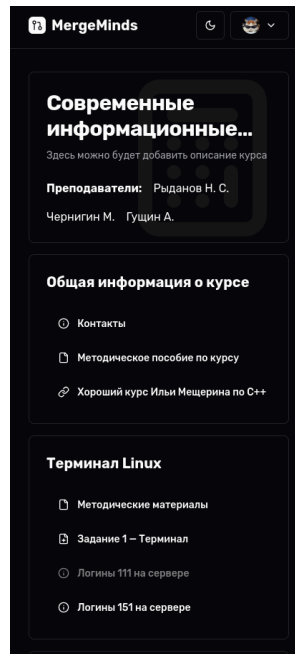 MergeMinds
Современные
информационные...
Здесь можно будет добавить описание курса
Преподаватели: Рыданов Н. С.
Чернигин М. Гущин А.
Общая информация о курсе
Контакты
Методическое пособие по курсу
Хороший курс Ильи Мещерина по C++
Терминал Linux
Методические материалы
Задание 1 — Терминал
Логины 111 на сервере
Логины 151 на сервере